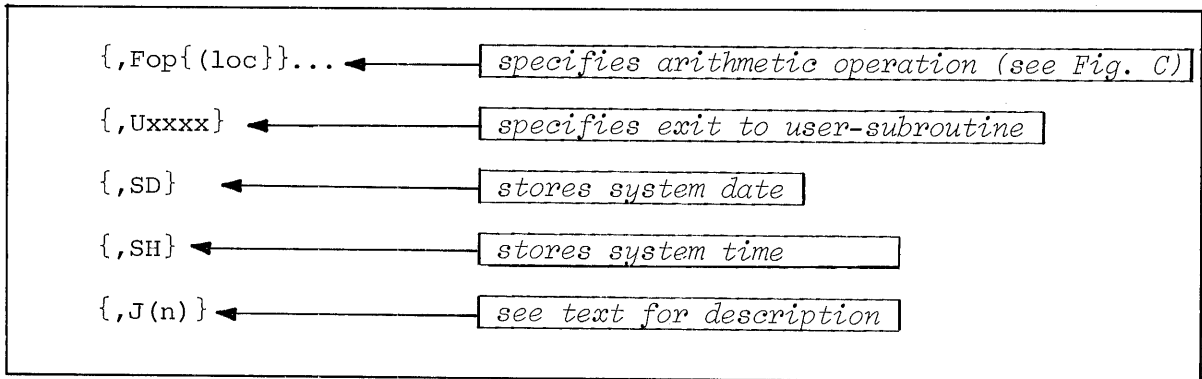 {,Fop{(loc}}... specifies arithmetic operation (see Fig. C)
{,Uxxxx} specifies exit to user-subroutine
{,SD} stores system date
{,SH} stores system time
{,J(n)} see text for description